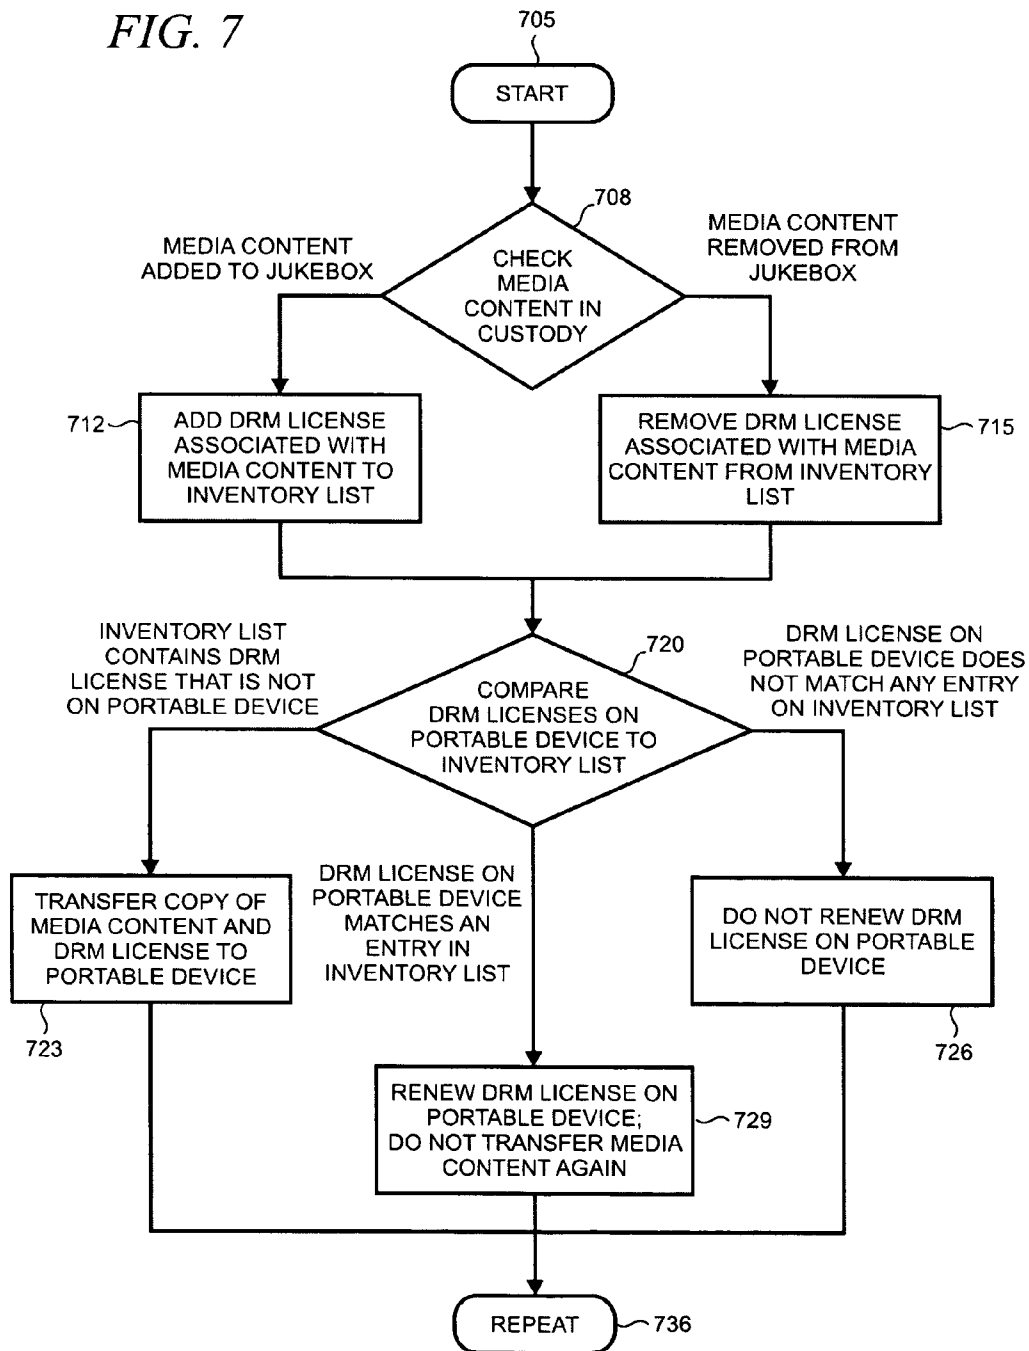 FIG. 7
705
START
708
MEDIA CONTENT
ADDED TO JUKEBOX
CHECK
MEDIA
CONTENT IN
CUSTODY
MEDIA CONTENT
REMOVED FROM
JUKEBOX
712
ADD DRM LICENSE
ASSOCIATED WITH
MEDIA CONTENT TO
INVENTORY LIST
REMOVE DRM LICENSE
ASSOCIATED WITH MEDIA
CONTENT FROM INVENTORY
LIST
715
INVENTORY LIST
CONTAINS DRM
LICENSE THAT IS NOT
ON PORTABLE DEVICE
720
COMPARE
DRM LICENSES ON
PORTABLE DEVICE TO
INVENTORY LIST
DRM LICENSE ON
PORTABLE DEVICE DOES
NOT MATCH ANY ENTRY
ON INVENTORY LIST
TRANSFER COPY OF
MEDIA CONTENT AND
DRM LICENSE TO
PORTABLE DEVICE
723
DRM LICENSE ON
PORTABLE DEVICE
MATCHES AN
ENTRY IN
INVENTORY LIST
DO NOT RENEW DRM
LICENSE ON PORTABLE
DEVICE
726
RENEW DRM LICENSE ON
PORTABLE DEVICE;
DO NOT TRANSFER MEDIA
CONTENT AGAIN
729
REPEAT
736